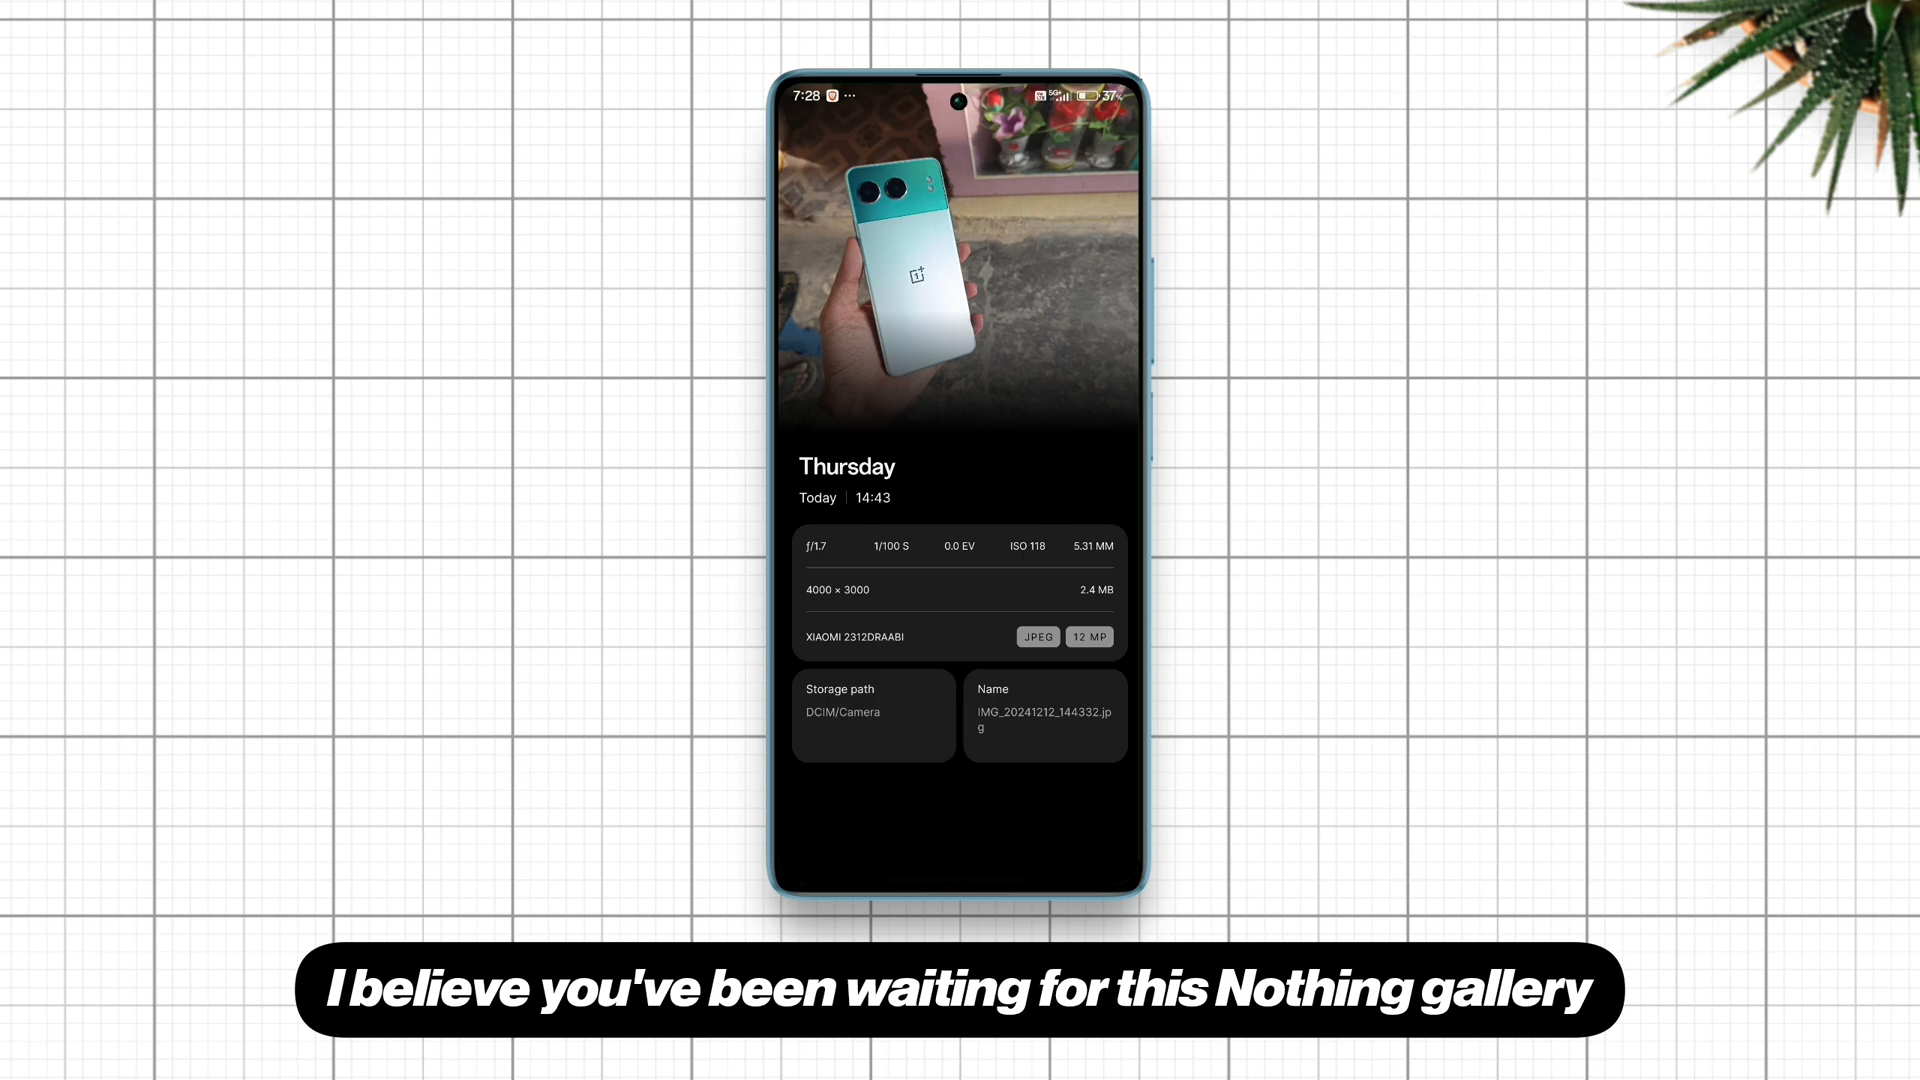 7:28 ... 5G+ 37%
Thursday
Today | 14:43
ƒ/1.7 1/100 S 0.0 EV ISO 118 5.31 MM
4000 × 3000 2.4 MB
XIAOMI 2312DRAABI JPEG 12 MP
Storage path
DCIM/Camera
Name
IMG_20241212_144332.jp
g
I believe you've been waiting for this Nothing gallery